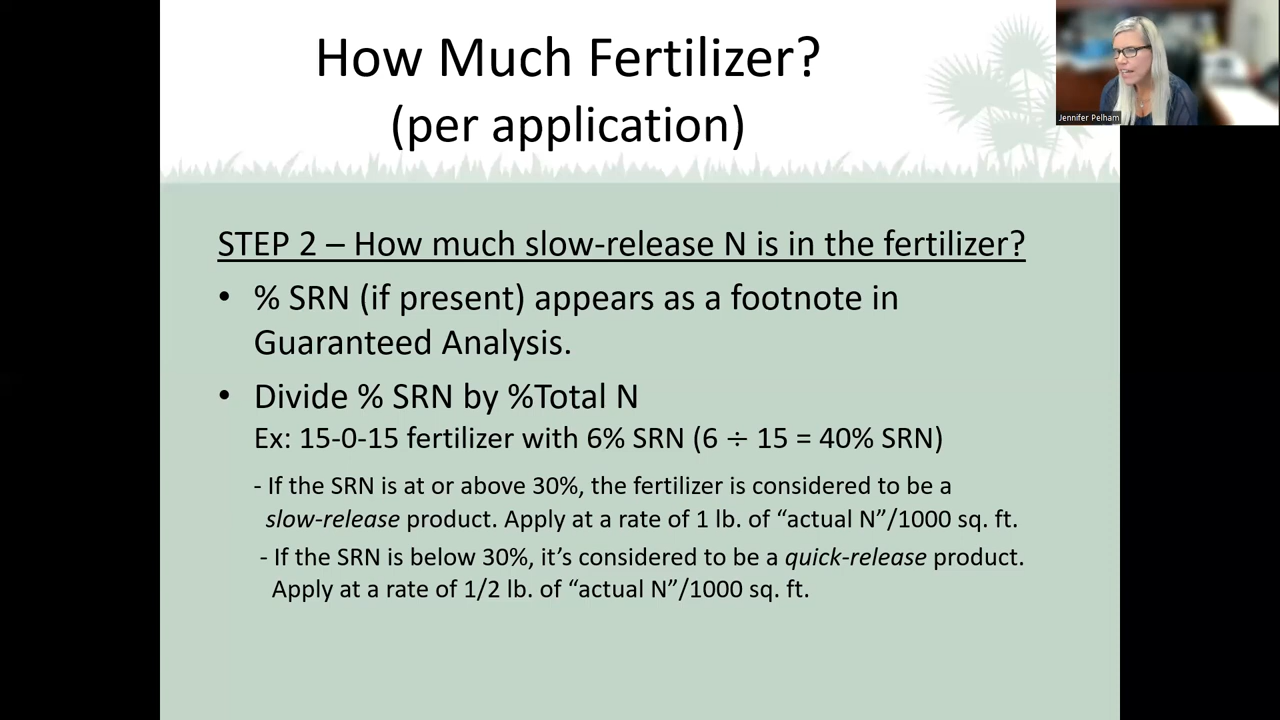 How Much Fertilizer?
(per application)
Jennifer Pelham
STEP 2 – How much slow-release N is in the fertilizer?
• % SRN (if present) appears as a footnote in
Guaranteed Analysis.
• Divide % SRN by %Total N
Ex: 15-0-15 fertilizer with 6% SRN (6 ÷ 15 = 40% SRN)
- If the SRN is at or above 30%, the fertilizer is considered to be a
slow-release product. Apply at a rate of 1 lb. of “actual N”/1000 sq. ft.
- If the SRN is below 30%, it’s considered to be a quick-release product.
Apply at a rate of 1/2 lb. of “actual N”/1000 sq. ft.